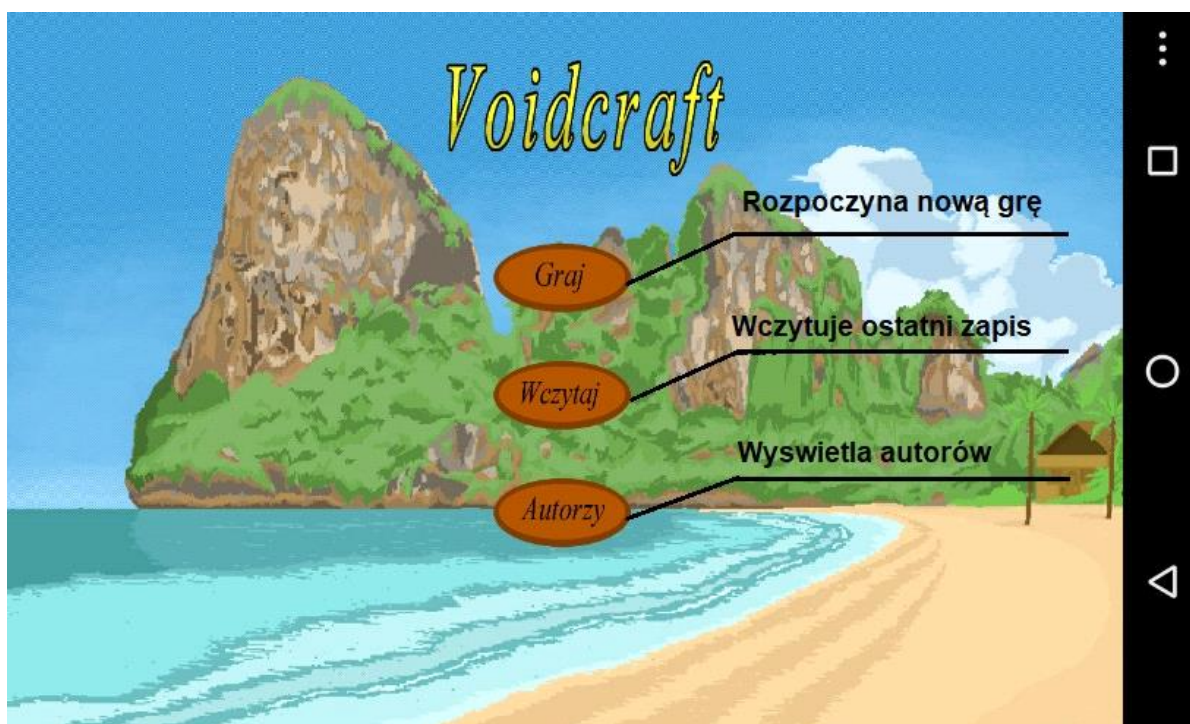 Voidcraft
Rozpoczyna nową grę
Graj
Wczytuje ostatni zapis
Wczytaj
Wyswietla autorów
Autorzy